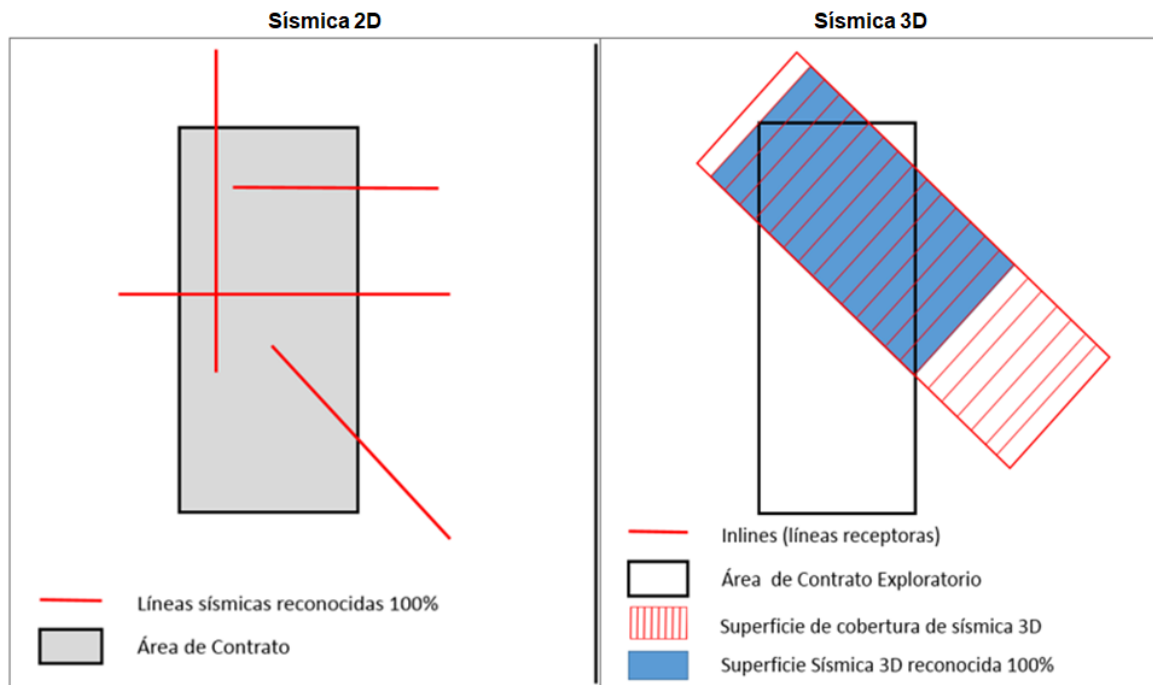 Sísmica 2D
Sísmica 3D
Líneas sísmicas reconocidas 100%
Área de Contrato
Inlines (líneas receptoras)
Área de Contrato Exploratorio
Superficie de cobertura de sísmica 3D
Superficie Sísmica 3D reconocida 100%